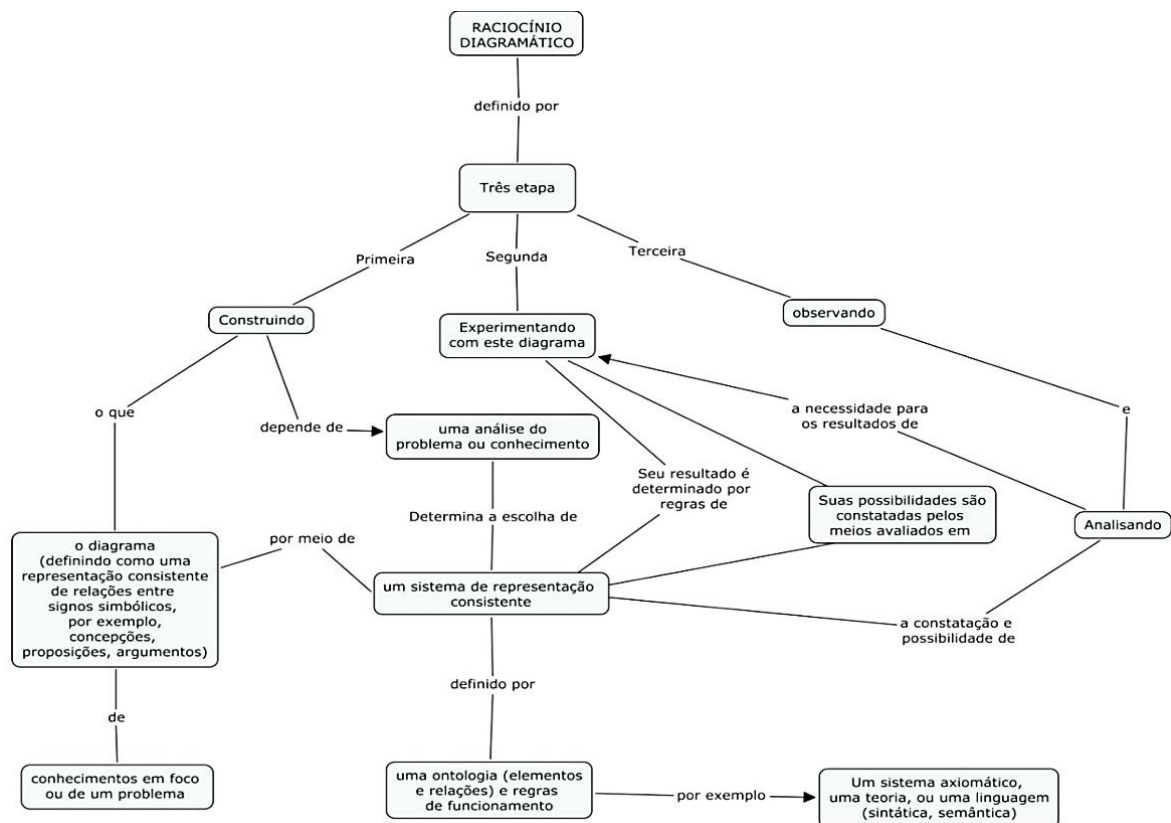 RACIOCÍNIO
DIAGRAMÁTICO
definido por
Três etapa
Primeira
Segunda
Terceira
Construindo
Experimentando
com este diagrama
observando
o que
depende de
uma análise do
problema ou conhecimento
a necessidade para
os resultados de
e
Seu resultado é
determinado por
regras de
Suas possibilidades são
constatadas pelos
meios avaliados em
Analisando
Determina a escolha de
o diagrama
(definindo como uma
representação consistente
de relações entre
signos simbólicos,
por exemplo,
concepções,
proposições, argumentos)
por meio de
um sistema de representação
consistente
a constatação e
possibilidade de
de
definido por
conhecimentos em foco
ou de um problema
uma ontologia (elementos
e relações) e regras
de funcionamento
por exemplo
Um sistema axiomático,
uma teoria, ou uma linguagem
(sintática, semântica)